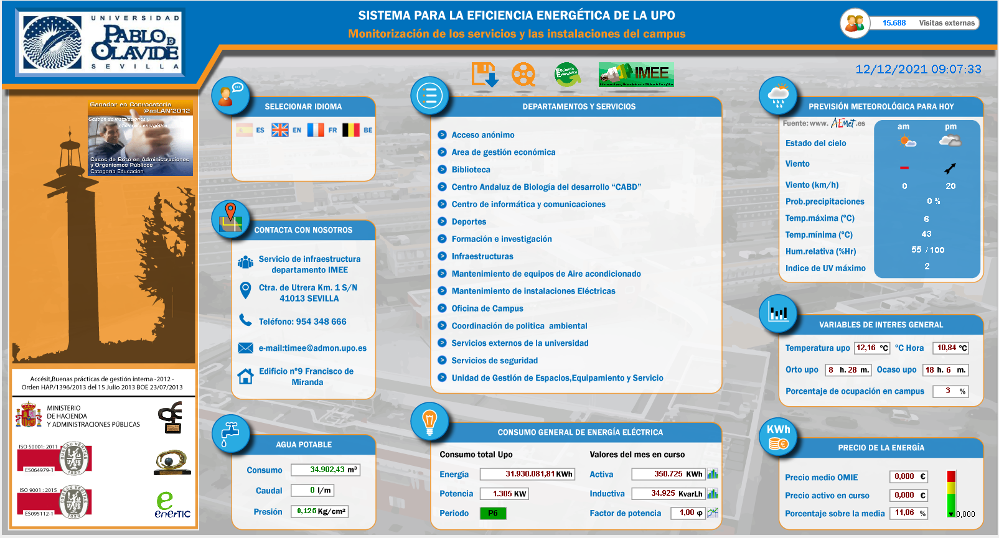 UNIVERSIDAD
PABLO DE
OLAVIDE
SEVILLA
SISTEMA PARA LA EFICIENCIA ENERGÉTICA DE LA UPO
Monitorización de los servicios y las instalaciones del campus
15.688 Visitas externas
12/12/2021 09:07:33
Eficiencia
Energética
IMEE
Ganador en Convocatoria
@asLAN'2012
Gestión de instalaciones y
eficiencia energética
Casos de Éxito en Administraciones
y Organismos Públicos
Categoria Educación
Accésit,Buenas prácticas de gestión interna -2012 -
Orden HAP/1396/2013 del 15 Julio 2013 BOE 23/07/2013
MINISTERIO
DE HACIENDA
Y ADMINISTRACIONES PÚBLICAS
ISO 50001: 2011
BUREAU VERITAS
1828
ES064979-1
ISO 9001 : 2015
BUREAU VERITAS
1828
ES095112-1
enerTIC
SELECIONAR IDIOMA
ES EN FR BE
CONTACTA CON NOSOTROS
Servicio de infraestructura
departamento IMEE
Ctra. de Utrera Km. 1 S/N
41013 SEVILLA
Teléfono: 954 348 666
e-mail:timee@admon.upo.es
Edificio nº9 Francisco de
Miranda
AGUA POTABLE
Consumo 34.902,43 m³
Caudal 0 l/m
Presión 0,125 Kg/cm²
DEPARTAMENTOS Y SERVICIOS
Acceso anónimo
Area de gestión económica
Biblioteca
Centro Andaluz de Biología del desarrollo “CABD”
Centro de informática y comunicaciones
Deportes
Formación e investigación
Infraestructuras
Mantenimiento de equipos de Aire acondicionado
Mantenimiento de instalaciones Eléctricas
Oficina de Campus
Coordinación de politica ambiental
Servicios externos de la universidad
Servicios de seguridad
Unidad de Gestión de Espacios,Equipamiento y Servicio
CONSUMO GENERAL DE ENERGÍA ELÉCTRICA
Consumo total Upo
Energía 31.930.081,81 KWh
Potencia 1.305 KW
Periodo P6
Valores del mes en curso
Activa 350.725 KWh
Inductiva 34.925 KvarLh
Factor de potencia 1,00 φ
PREVISIÓN METEOROLÓGICA PARA HOY
Fuente: www. AEMet .es
am pm
Estado del cielo
Viento
Viento (km/h) 0 20
Prob.precipitaciones 0 %
Temp.máxima (ºC) 6
Temp.mínima (ºC) 43
Hum.relativa (%Hr) 55 / 100
Indice de UV máximo 2
VARIABLES DE INTERES GENERAL
Temperatura upo 12,16 ºC ºC Hora 10,84 ºC
Orto upo 8 h. 28 m. Ocaso upo 18 h. 6 m.
Porcentaje de ocupación en campus 3 %
KWh
PRECIO DE LA ENERGÍA
Precio medio OMIE 0,000 €
Precio activo en curso 0,000 €
Porcentaje sobre la media 11,06 %
0,000